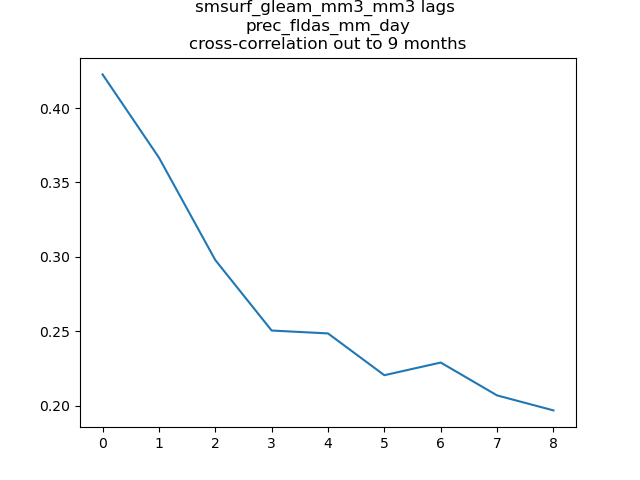 smsurf_gleam_mm3_mm3 lags
prec_fldas_mm_day
cross-correlation out to 9 months
0.40
0.35
0.30
0.25
0.20
0 1 2 3 4 5 6 7 8